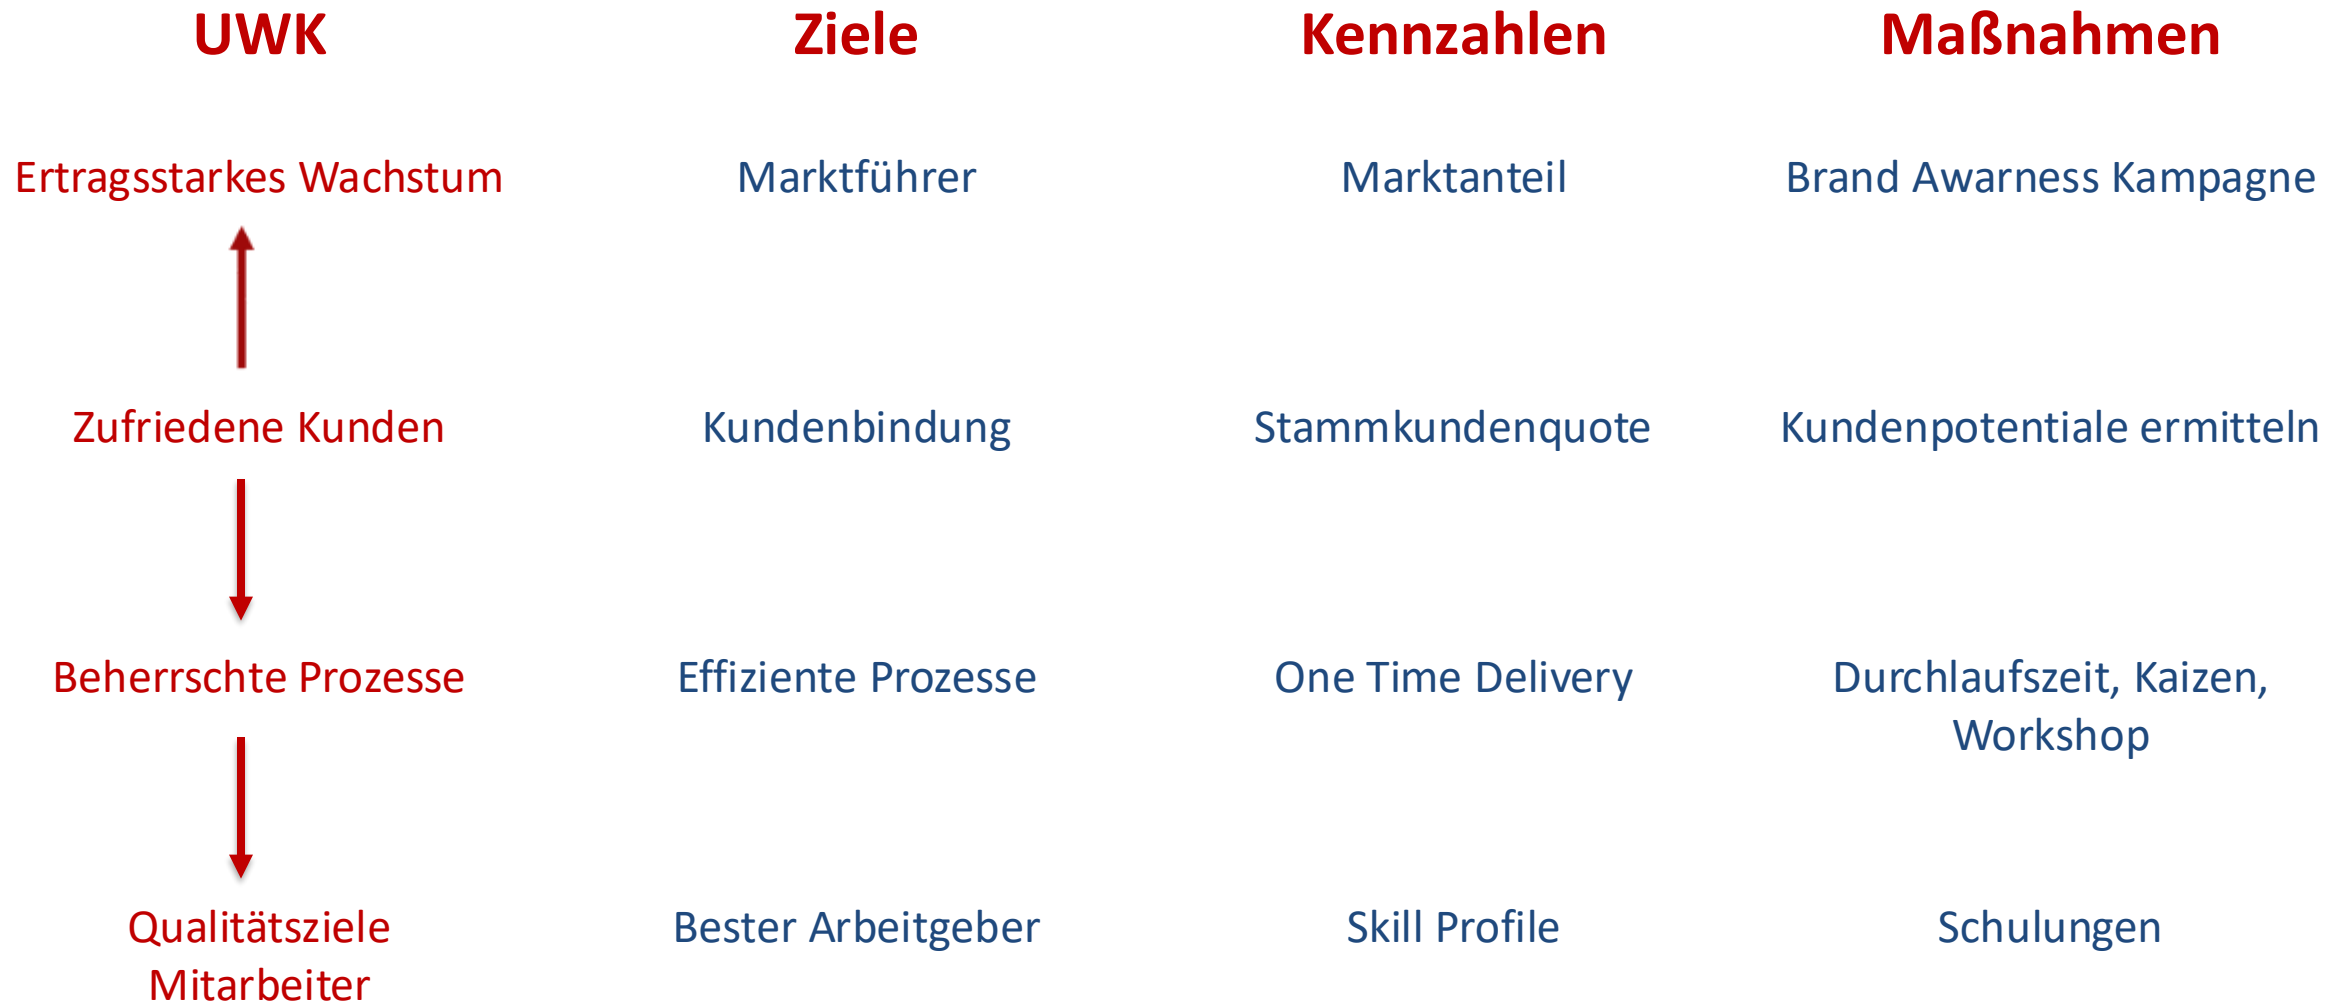 UWK Ziele Kennzahlen Maßnahmen
Ertragsstarkes Wachstum Marktführer Marktanteil Brand Awarness Kampagne
Zufriedene Kunden Kundenbindung Stammkundenquote Kundenpotentiale ermitteln
Beherrschte Prozesse Effiziente Prozesse One Time Delivery Durchlaufszeit, Kaizen,
Workshop
Qualitätsziele Bester Arbeitgeber Skill Profile Schulungen
Mitarbeiter